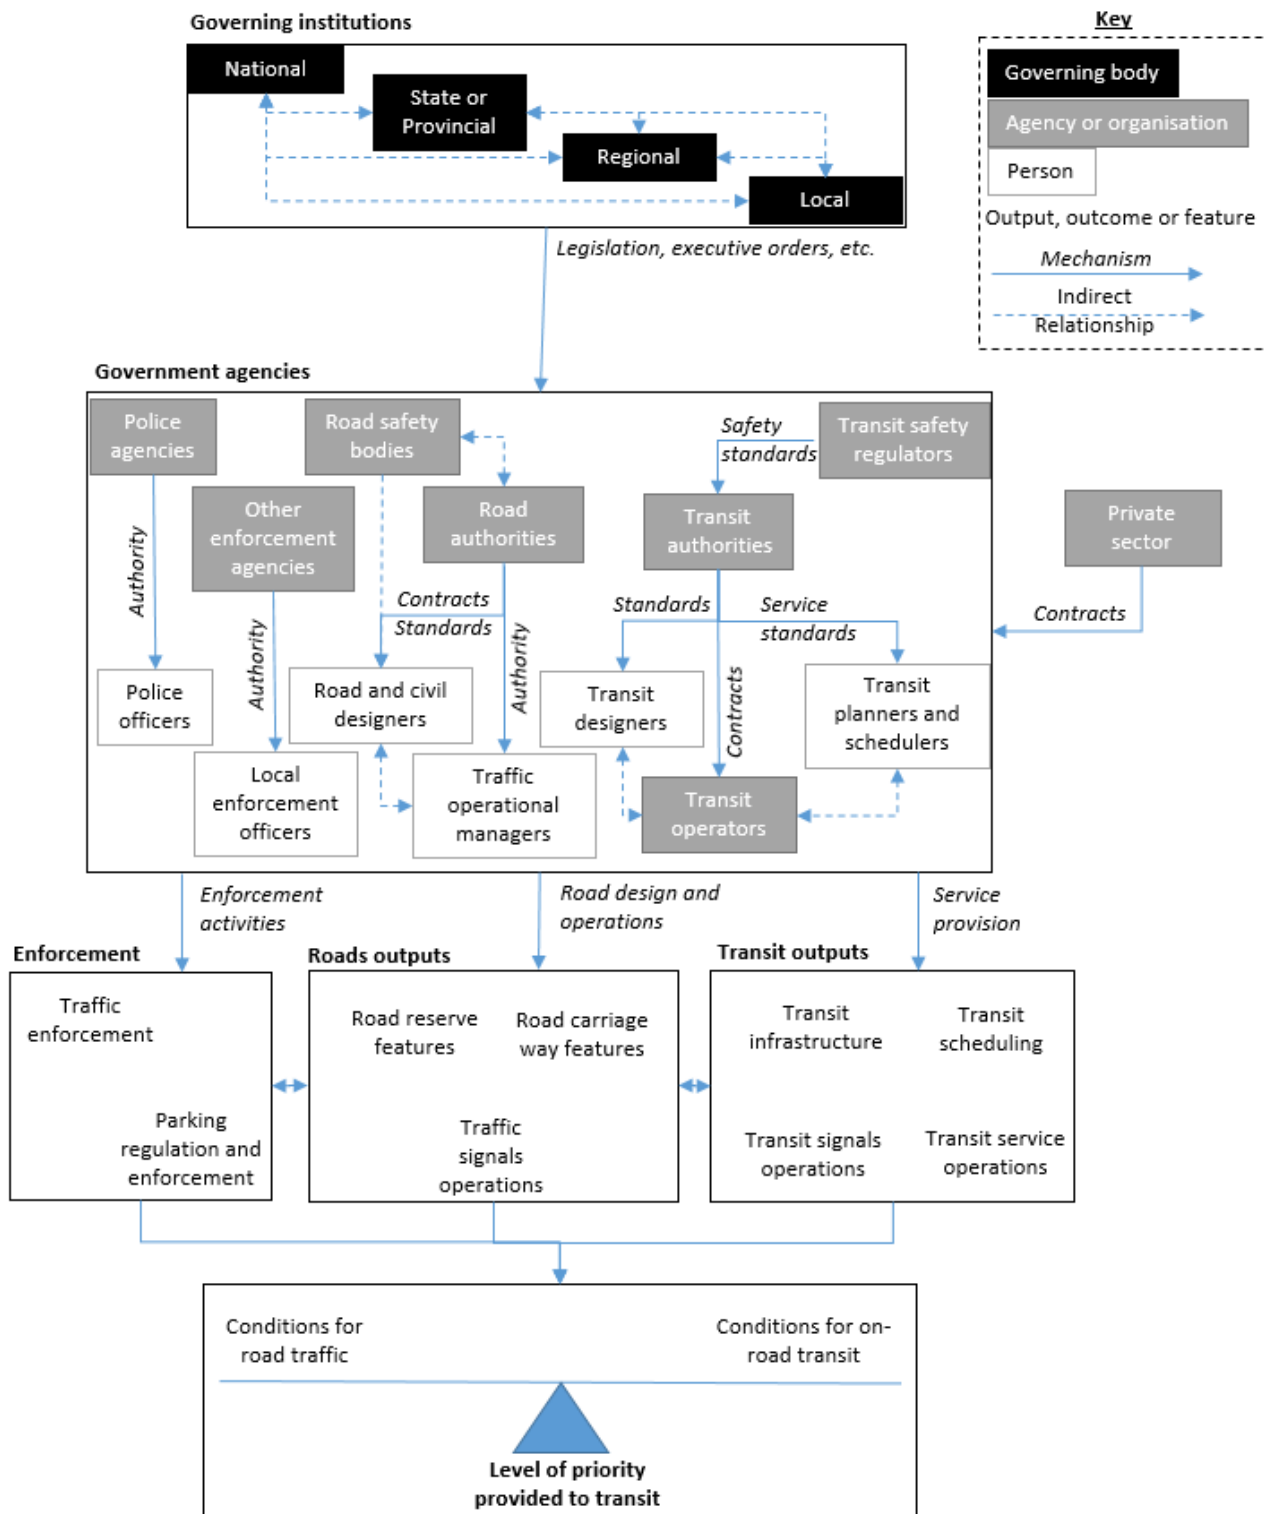 Governing institutions
National
State or
Provincial
Regional
Local
Key
Governing body
Agency or organisation
Person
Output, outcome or feature
Mechanism
Indirect
Relationship
Legislation, executive orders, etc.
Government agencies
Police
agencies
Road safety
bodies
Safety
standards
Transit safety
regulators
Other
enforcement
agencies
Road
authorities
Transit
authorities
Private
sector
Authority
Authority
Contracts
Standards
Authority
Standards
Service
standards
Contracts
Contracts
Police
officers
Road and civil
designers
Transit
designers
Transit
planners and
schedulers
Local
enforcement
officers
Traffic
operational
managers
Transit
operators
Enforcement
activities
Road design and
operations
Service
provision
Enforcement
Roads outputs
Transit outputs
Traffic
enforcement
Parking
regulation and
enforcement
Road reserve
features
Road carriage
way features
Traffic
signals
operations
Transit
infrastructure
Transit
scheduling
Transit signals
operations
Transit service
operations
Conditions for
road traffic
Conditions for on-
road transit
Level of priority
provided to transit